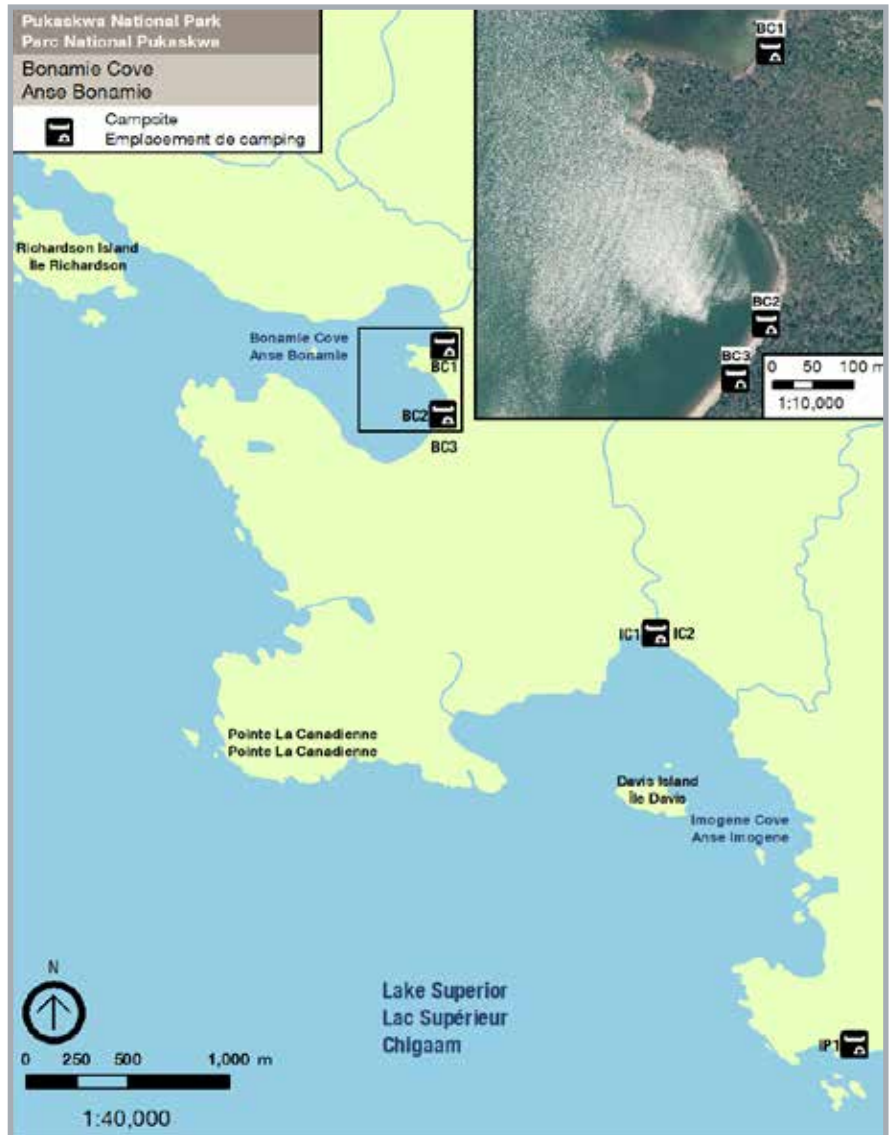 Pukaskwa National Park
Parc National Pukaskwa
Bonamie Cove
Anse Bonamie
Campsite
Emplacement de camping
BC1
BC2
BC3
0 50 100 m
1:10,000
Richardson Island
Île Richardson
Bonamie Cove
Anse Bonamie
BC1
BC2
BC3
IC1 IC2
Pointe La Canadienne
Pointe La Canadienne
Davis Island
Île Davis
Imogene Cove
Anse Imogene
Lake Superior
Lac Supérieur
Chigaam
IP1
N
0 250 500 1,000 m
1:40,000